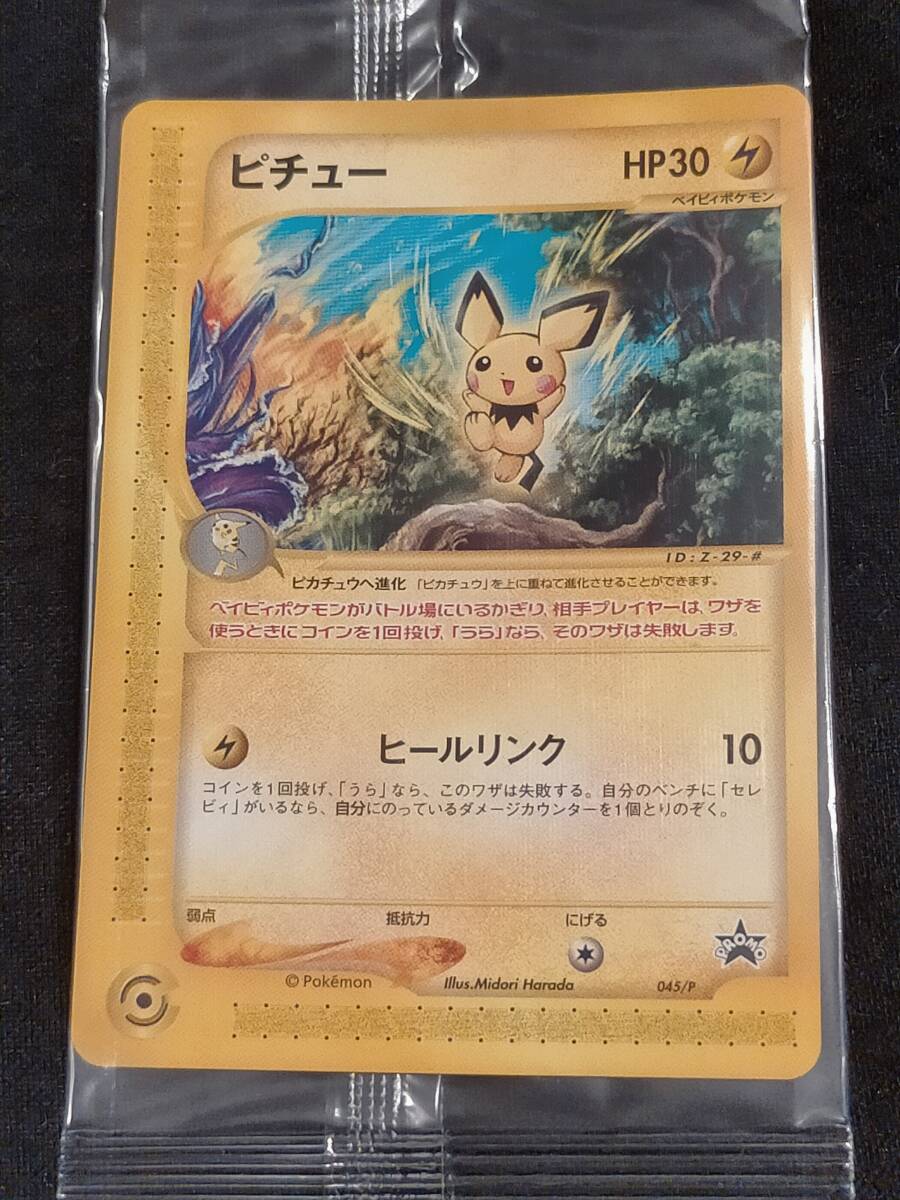 ピチュー
HP30
ベイビィポケモン
ID:Z-29-#
ピカチュウへ進化 「ピカチュウ」を上に重ねて進化させることができます。
ベイビィポケモンがバトル場にいるかぎり、相手プレイヤーは、ワザを
使うときにコインを1回投げ、「うら」なら、そのワザは失敗します。
ヒールリンク 10
コインを1回投げ、「うら」なら、このワザは失敗する。自分のベンチに「セレ
ビィ」がいるなら、自分にのっているダメージカウンターを1個とりのぞく。
弱点 抵抗力 にげる
PROMO
© Pokémon Illus.Midori Harada 045/P